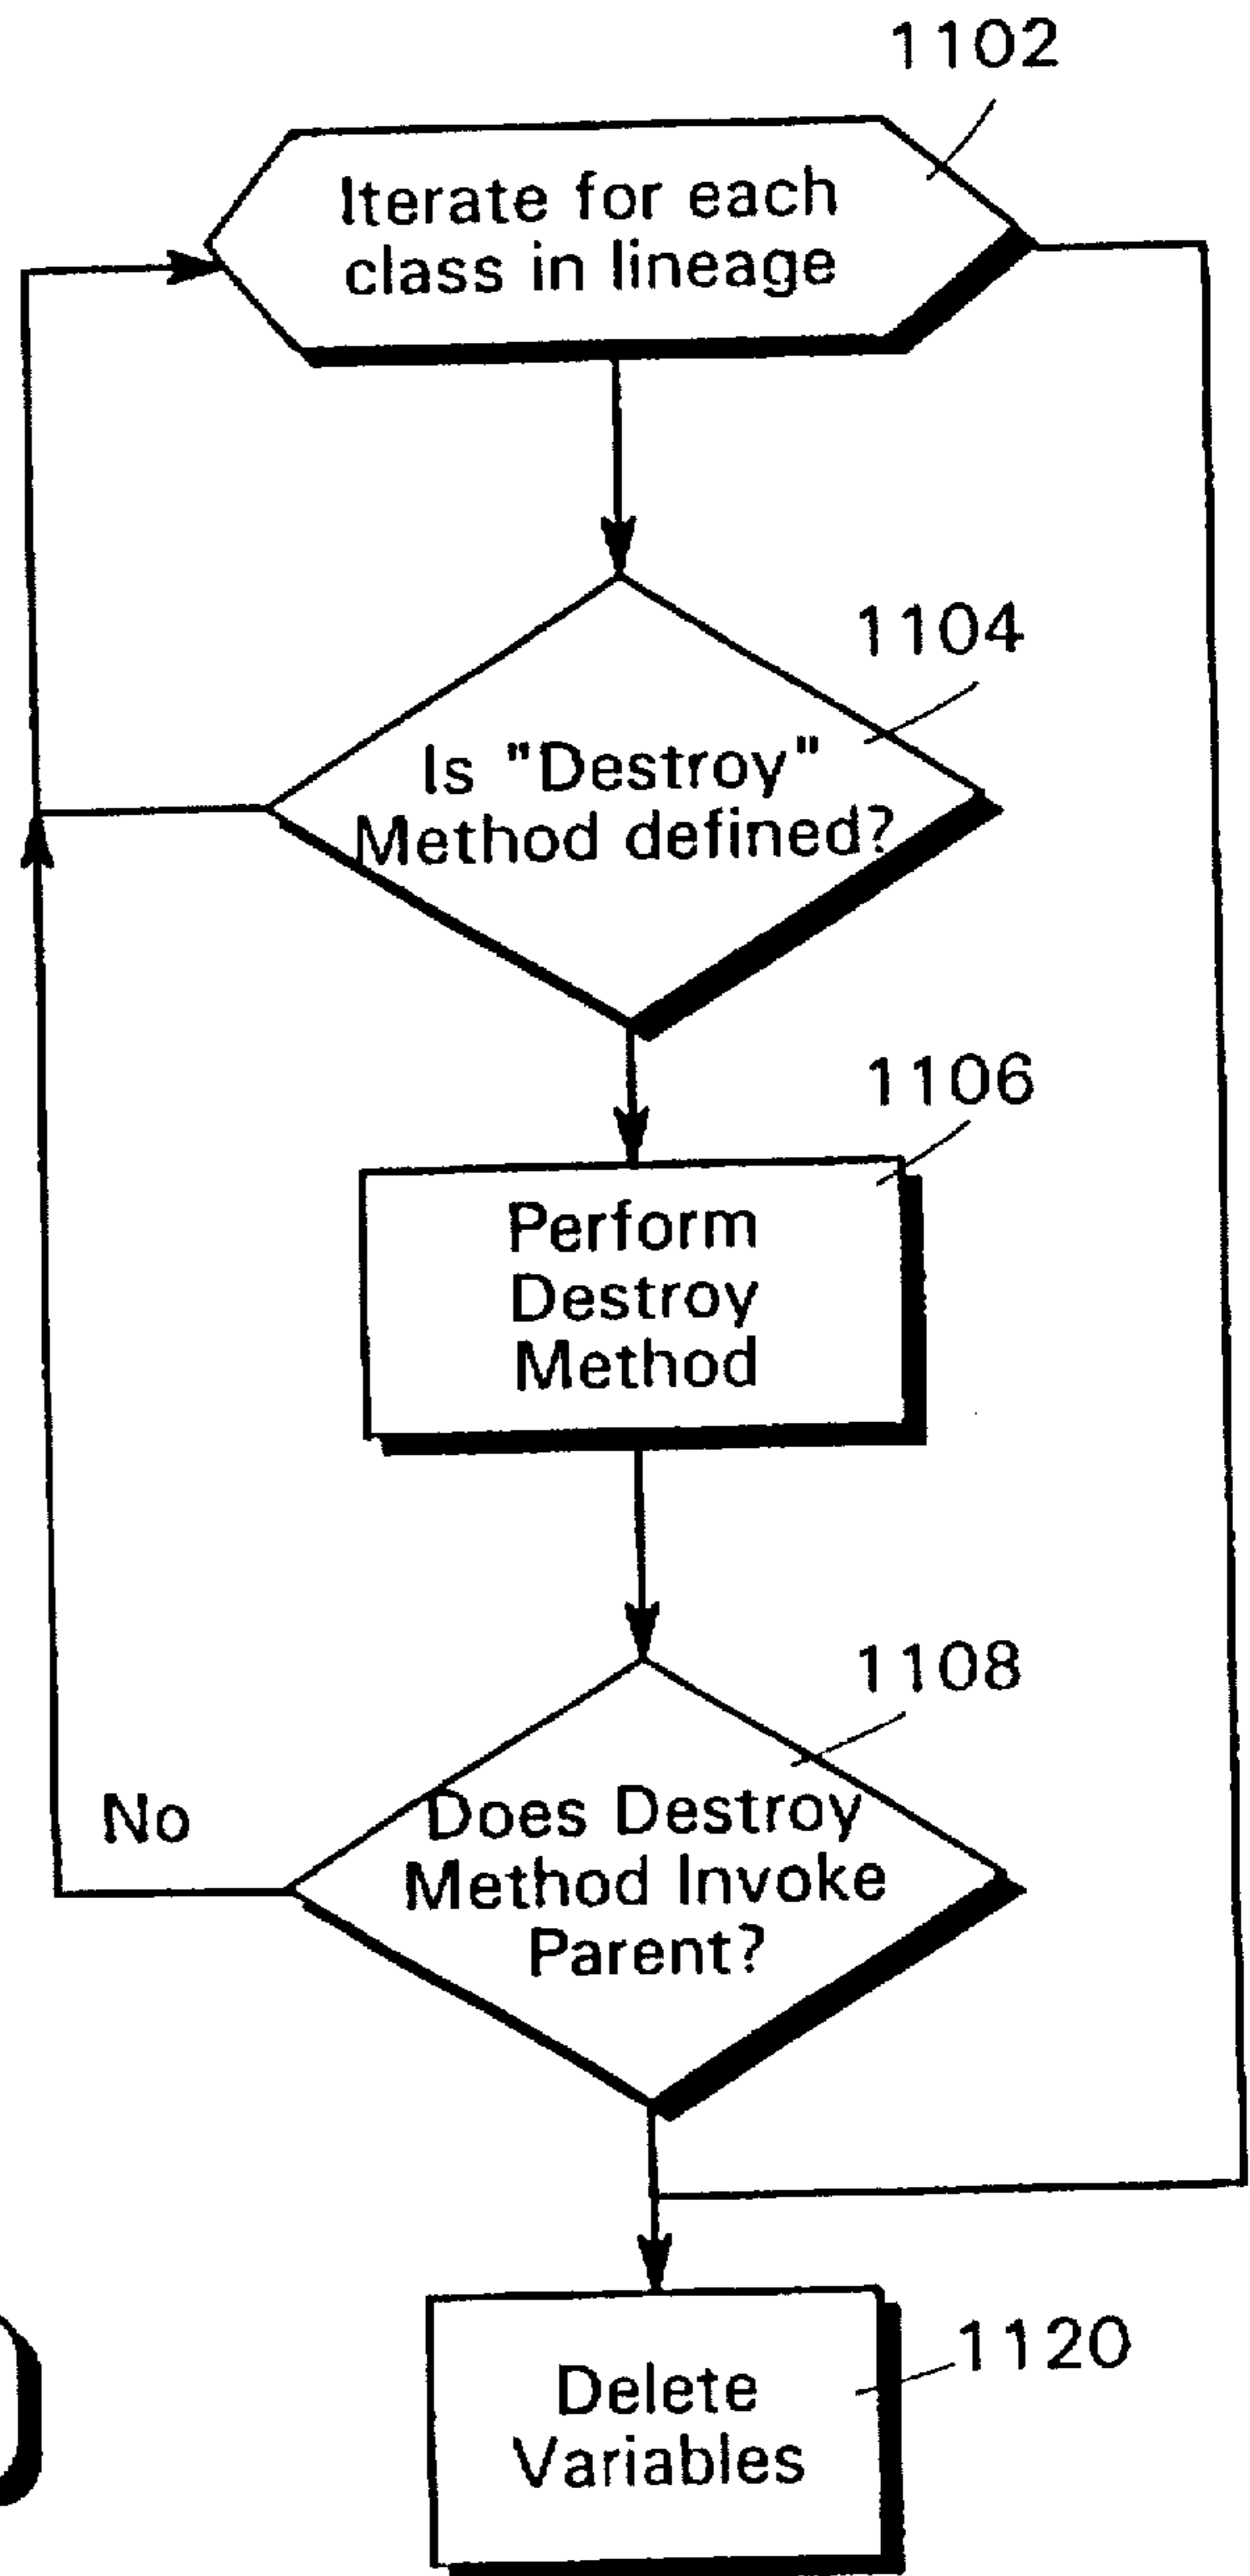 1102
Iterate for each
class in lineage
1104
Is "Destroy"
Method defined?
1106
Perform
Destroy
Method
1108
No
Does Destroy
Method Invoke
Parent?
1120
Delete
Variables